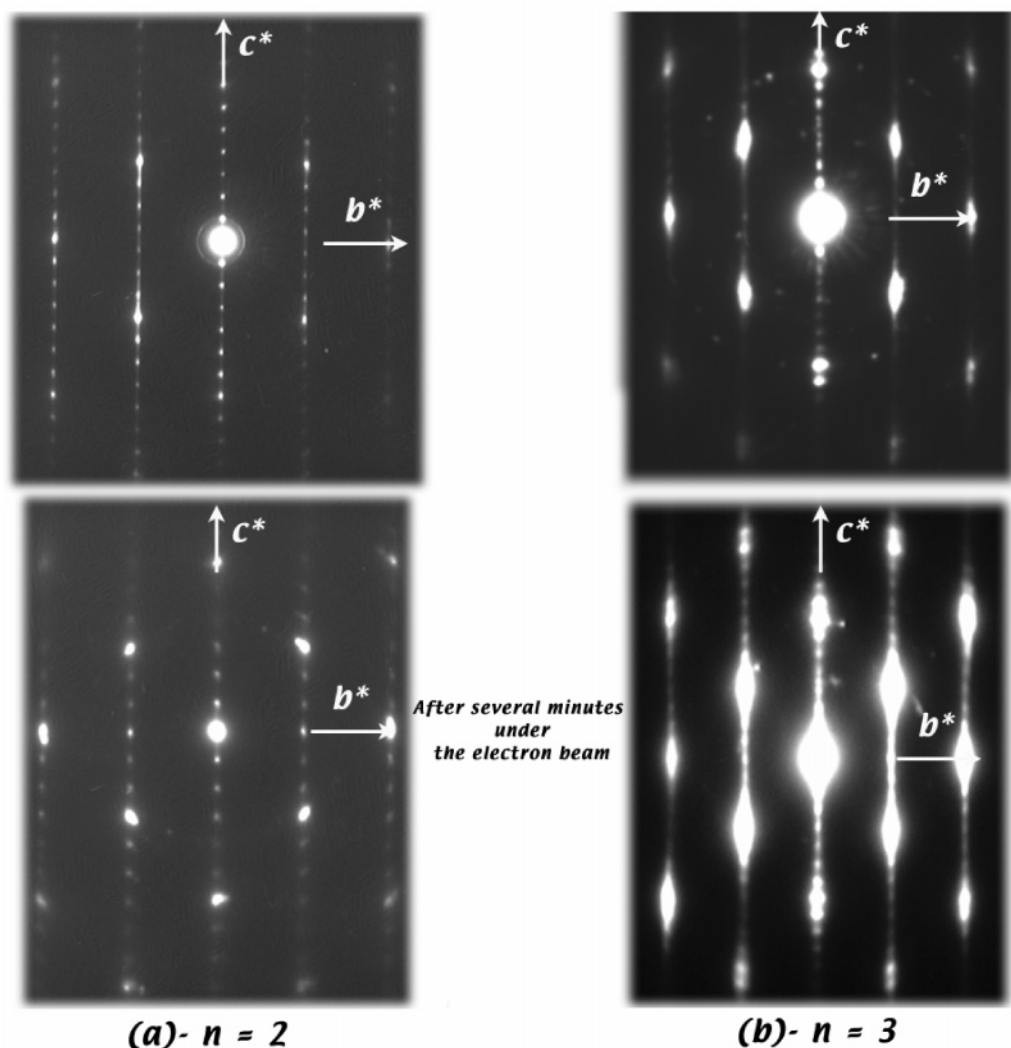 c*
b*
c*
b*
c*
b*
After several minutes
under
the electron beam
c*
b*
(a)- n = 2
(b)- n = 3